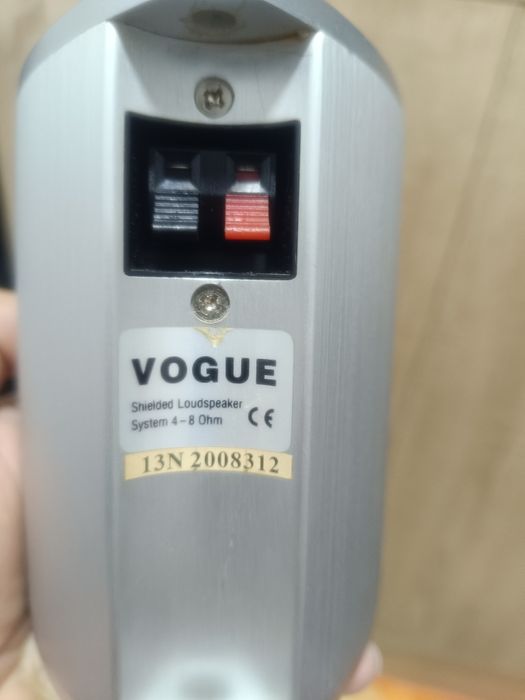 VOGUE
Shielded Loudspeaker
System 4-8 Ohm CE
13N 2008312